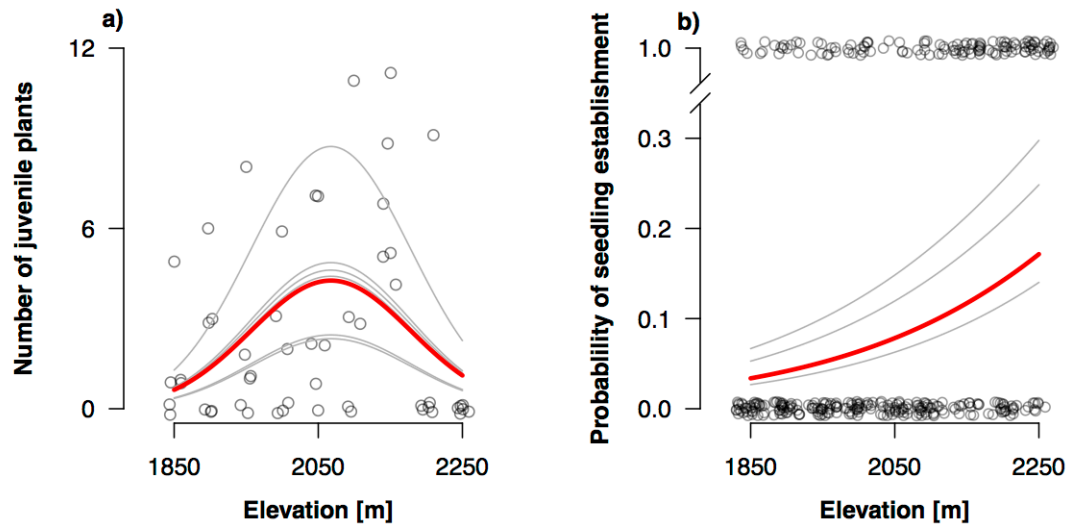 a)
Number of juvenile plants
12
6
0
1850 2050 2250
Elevation [m]
b)
Probablility of seedling establishment
1.0
0.3
0.2
0.1
0.0
1850 2050 2250
Elevation [m]